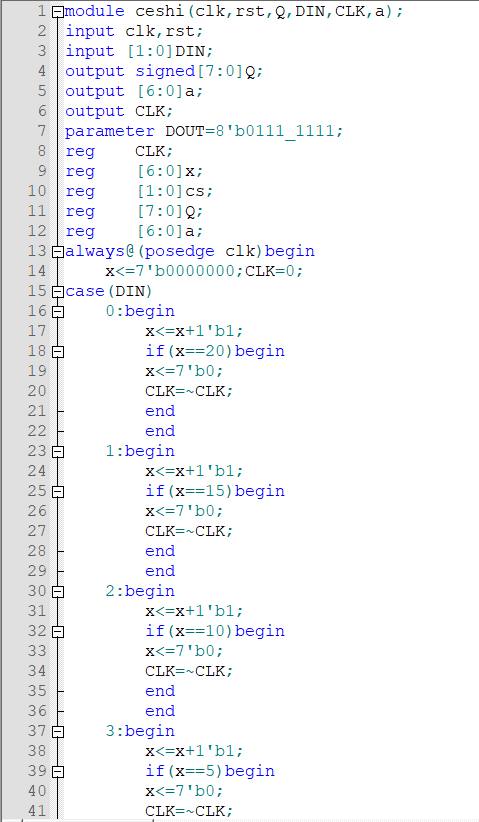 1 module ceshi(clk,rst,Q,DIN,CLK,a);
2 input clk,rst;
3 input [1:0]DIN;
4 output signed[7:0]Q;
5 output [6:0]a;
6 output CLK;
7 parameter DOUT=8'b0111_1111;
8 reg    CLK;
9 reg    [6:0]x;
10 reg    [1:0]cs;
11 reg    [7:0]Q;
12 reg    [6:0]a;
13 always@(posedge clk)begin
14     x<=7'b0000000;CLK=0;
15 case(DIN)
16     0:begin
17         x<=x+1'b1;
18         if(x==20)begin
19         x<=7'b0;
20         CLK=~CLK;
21         end
22         end
23     1:begin
24         x<=x+1'b1;
25         if(x==15)begin
26         x<=7'b0;
27         CLK=~CLK;
28         end
29         end
30     2:begin
31         x<=x+1'b1;
32         if(x==10)begin
33         x<=7'b0;
34         CLK=~CLK;
35         end
36         end
37     3:begin
38         x<=x+1'b1;
39         if(x==5)begin
40         x<=7'b0;
41         CLK=~CLK;